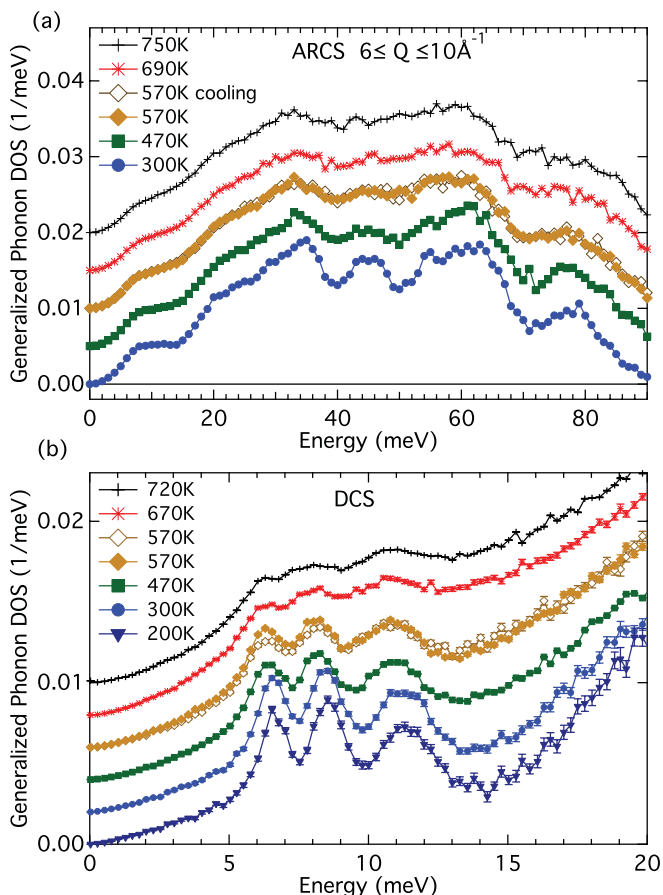 (a)
ARCS 6≤ Q ≤10Å-1
750K
690K
570K cooling
570K
470K
300K
Generalized Phonon DOS (1/meV)
0.04
0.03
0.02
0.01
0.00
0 20 40 60 80
Energy (meV)
(b)
DCS
720K
670K
570K
570K
470K
300K
200K
Generalized Phonon DOS (1/meV)
0.02
0.01
0.00
0 5 10 15 20
Energy (meV)